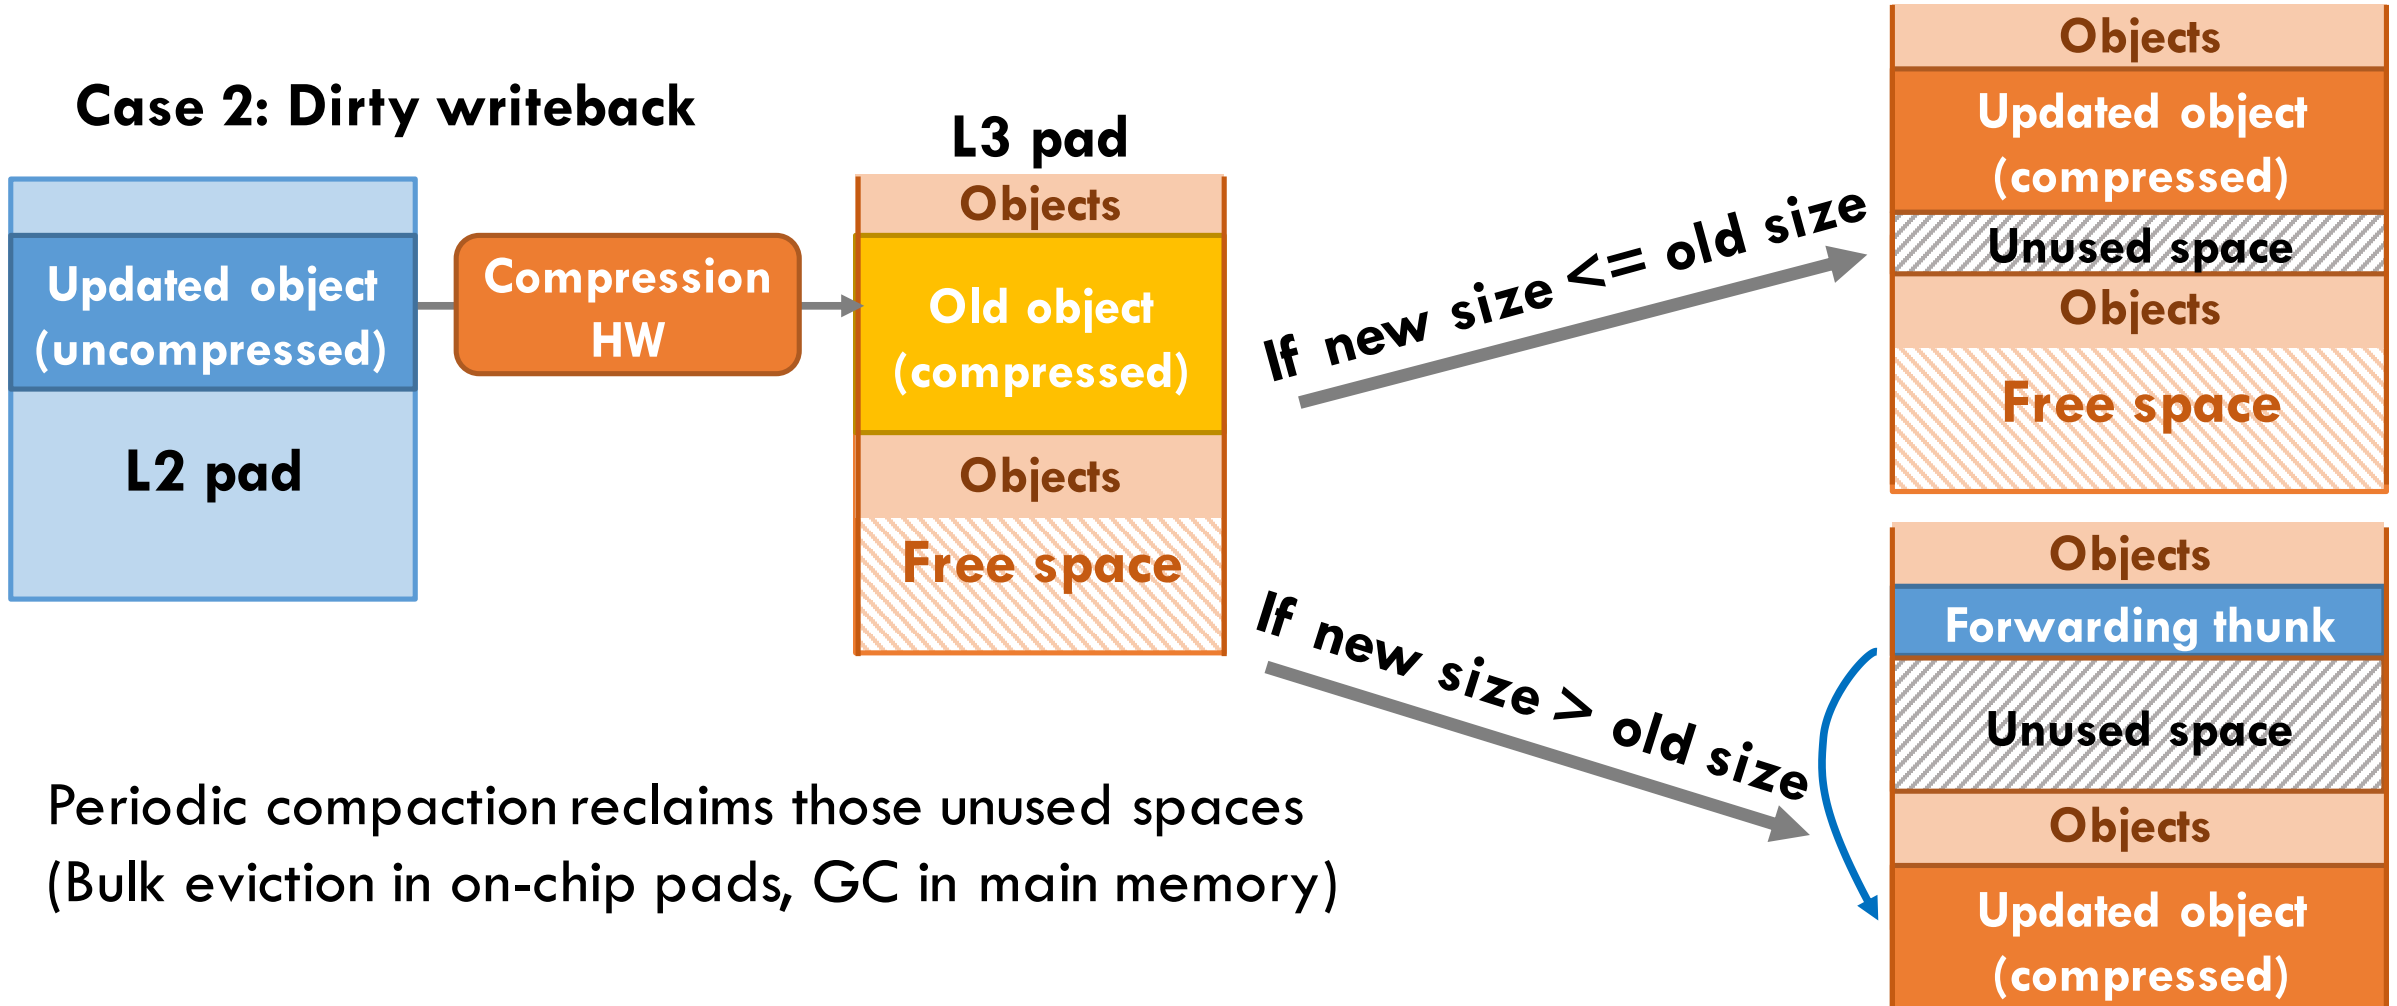 Case 2: Dirty writeback
Updated object
(uncompressed)
L2 pad
Compression
HW
L3 pad
Objects
Old object
(compressed)
Objects
Free space
If new size <= old size
Objects
Updated object
(compressed)
Unused space
Objects
Free space
If new size > old size
Objects
Forwarding thunk
Unused space
Objects
Updated object
(compressed)
Periodic compaction reclaims those unused spaces
(Bulk eviction in on-chip pads, GC in main memory)